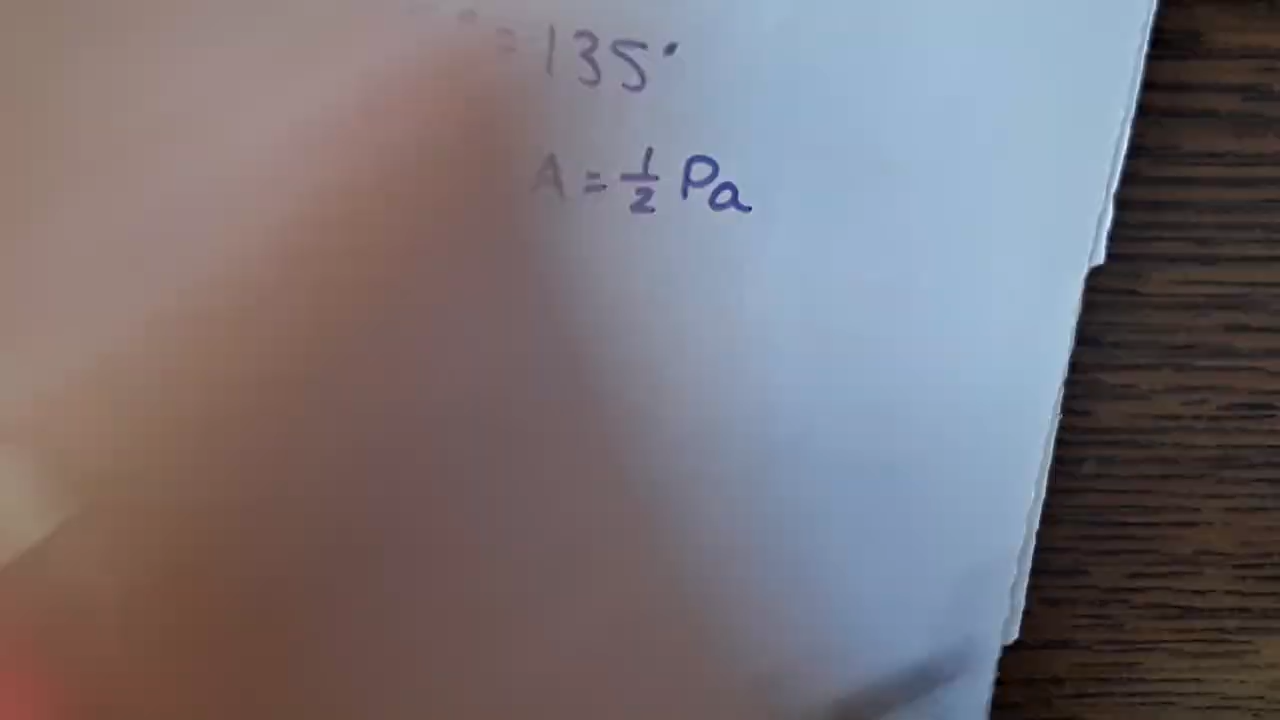 = 135°
A = 1/2 Pa